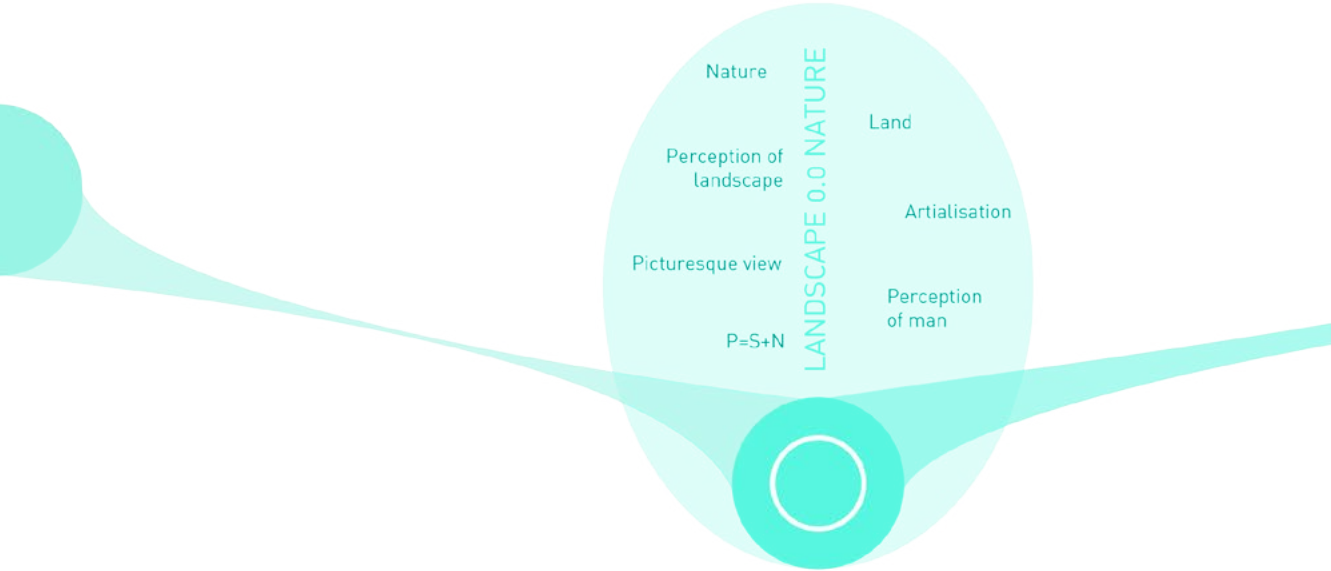 Nature
Perception of
landscape
Picturesque view
P=S+N
LANDSCAPE 0.0 NATURE
Land
Artialisation
Perception
of man